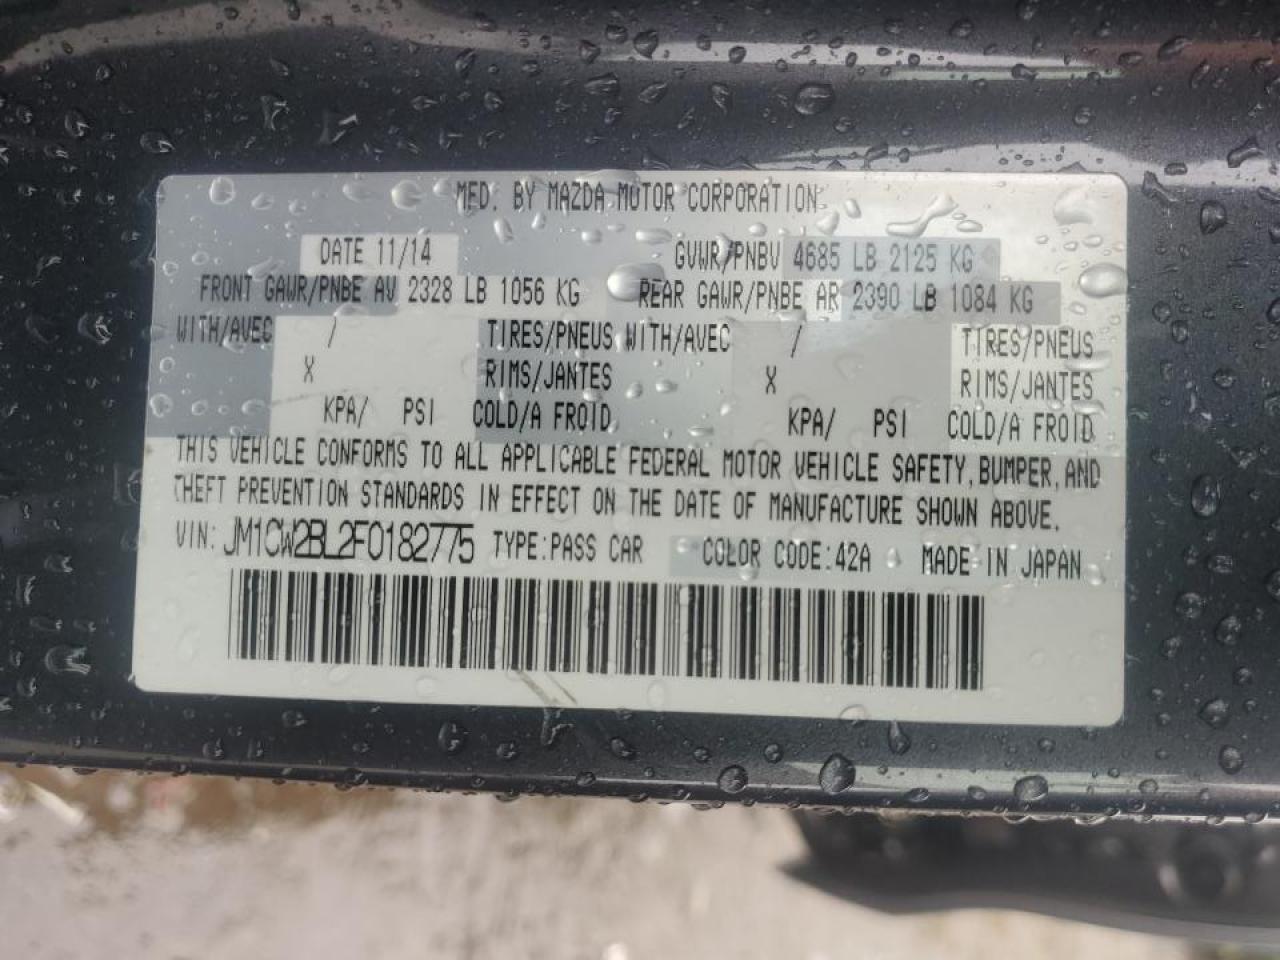 MFD. BY MAZDA MOTOR CORPORATION
DATE 11/14 GVWR/PNBV 4685 LB 2125 KG
FRONT GAWR/PNBE AV 2328 LB 1056 KG REAR GAWR/PNBE AR 2390 LB 1084 KG
WITH/AVEC / TIRES/PNEUS WITH/AVEC / TIRES/PNEUS
X RIMS/JANTES X RIMS/JANTES
KPA/ PSI COLD/A FROID KPA/ PSI COLD/A FROID
THIS VEHICLE CONFORMS TO ALL APPLICABLE FEDERAL MOTOR VEHICLE SAFETY, BUMPER, AND
THEFT PREVENTION STANDARDS IN EFFECT ON THE DATE OF MANUFACTURE SHOWN ABOVE.
VIN: JM1CW2BL2F0182775 TYPE:PASS CAR COLOR CODE:42A MADE IN JAPAN